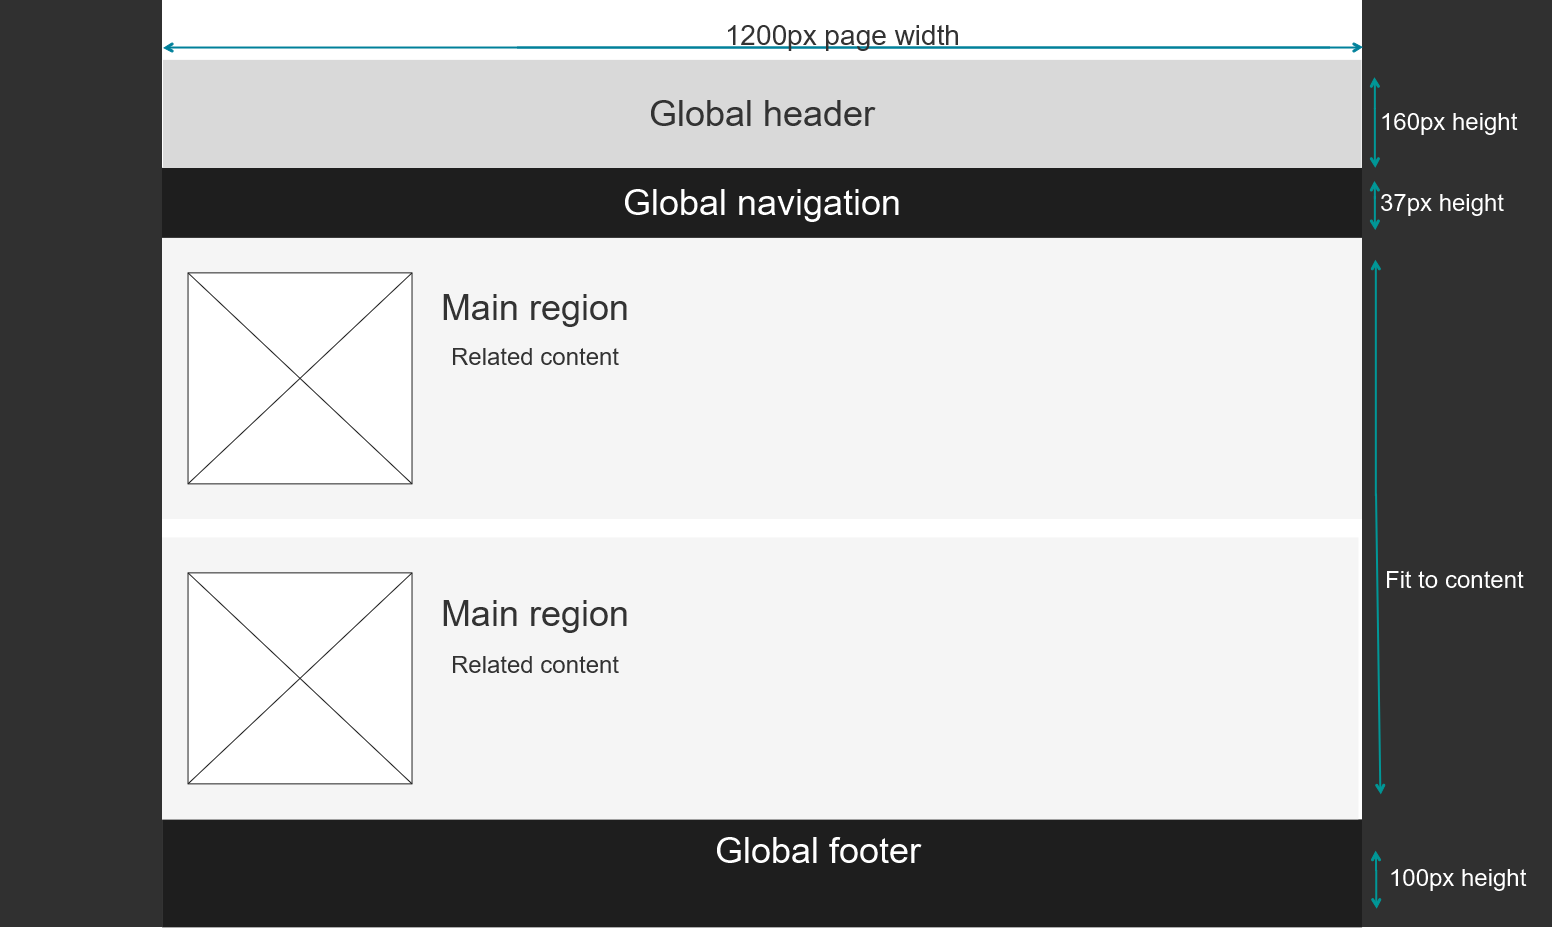 1200px page width
Global header
160px height
Global navigation
37px height
Main region
Related content
Fit to content
Main region
Related content
Global footer
100px height